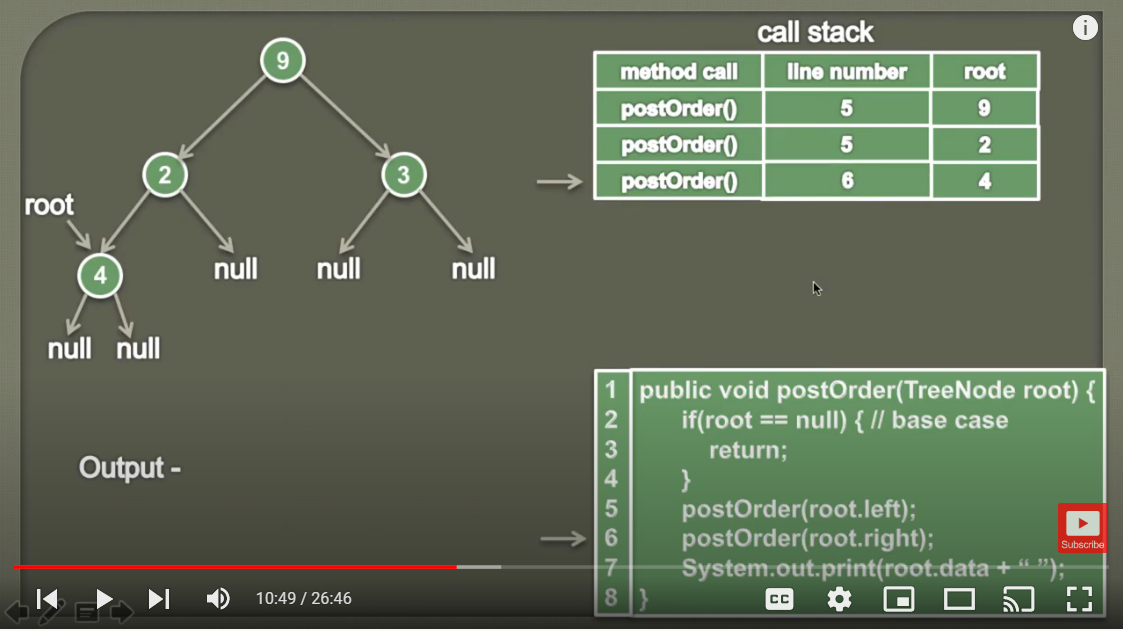 call stack
method call line number root
postOrder() 5 9
postOrder() 5 2
postOrder() 6 4
9
2
3
root
4
null
null
null
null
null
Output -
1 public void postOrder(TreeNode root) {
2 if(root == null) { // base case
3 return;
4 }
5 postOrder(root.left);
6 postOrder(root.right);
7 System.out.print(root.data + “ ”);
8 }
Subscribe
10:49 / 26:46
CC
i